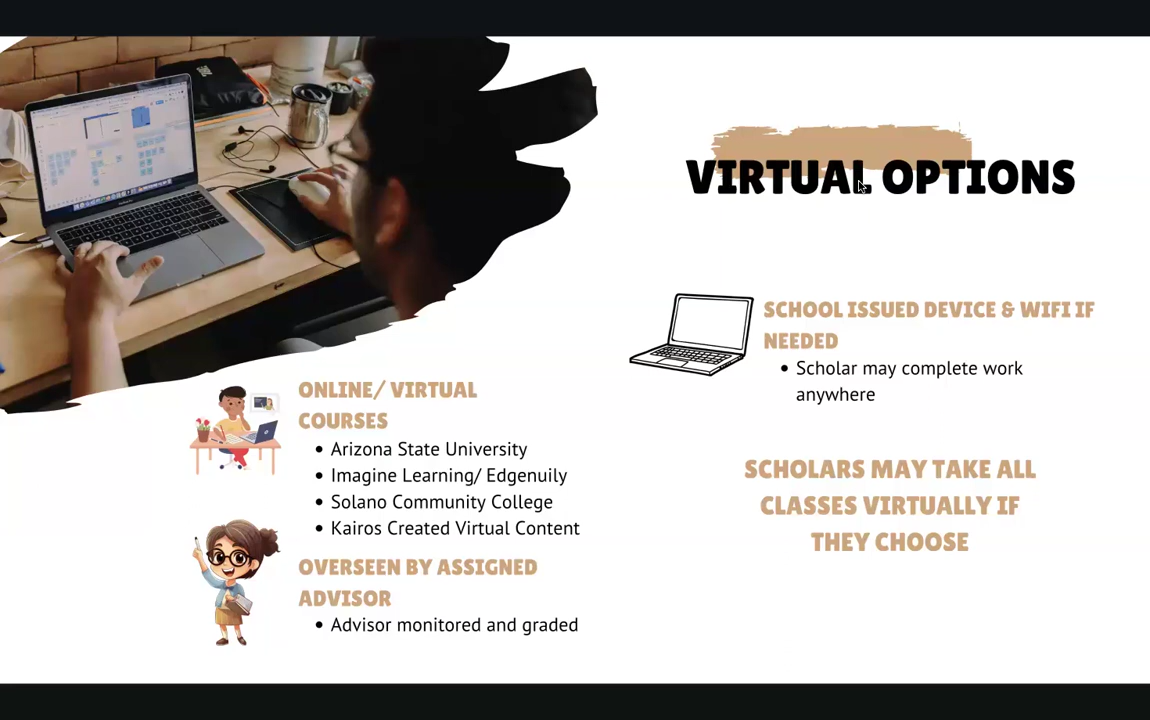 VIRTUAL OPTIONS
SCHOOL ISSUED DEVICE & WIFI IF
NEEDED
• Scholar may complete work
anywhere
ONLINE/ VIRTUAL
COURSES
• Arizona State University
• Imagine Learning/ Edgenuily
• Solano Community College
• Kairos Created Virtual Content
OVERSEEN BY ASSIGNED
ADVISOR
• Advisor monitored and graded
SCHOLARS MAY TAKE ALL
CLASSES VIRTUALLY IF
THEY CHOOSE